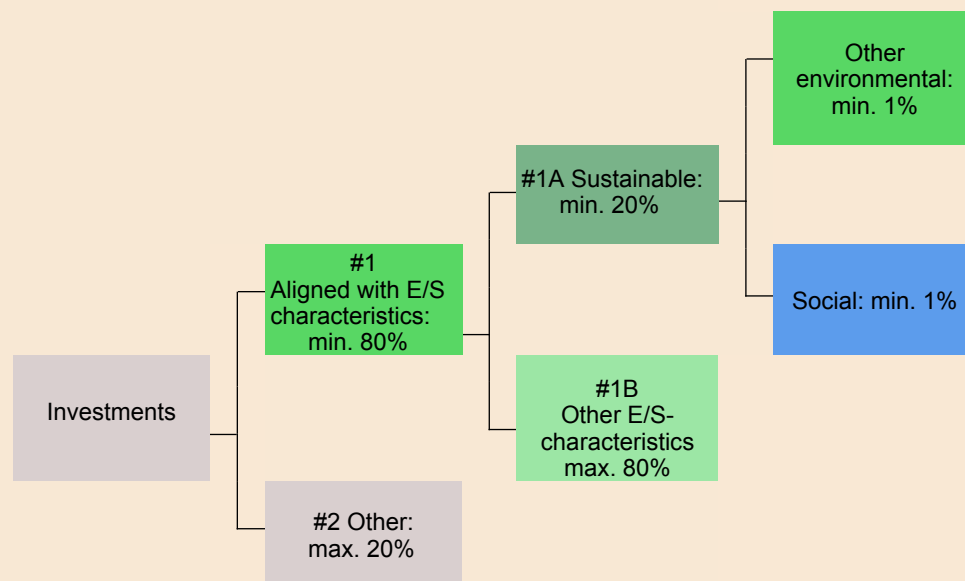 Other
environmental:
min. 1%
#1A Sustainable:
min. 20%
#1
Aligned with E/S
characteristics:
min. 80%
Social: min. 1%
Investments
#1B
Other E/S-
characteristics
max. 80%
#2 Other:
max. 20%